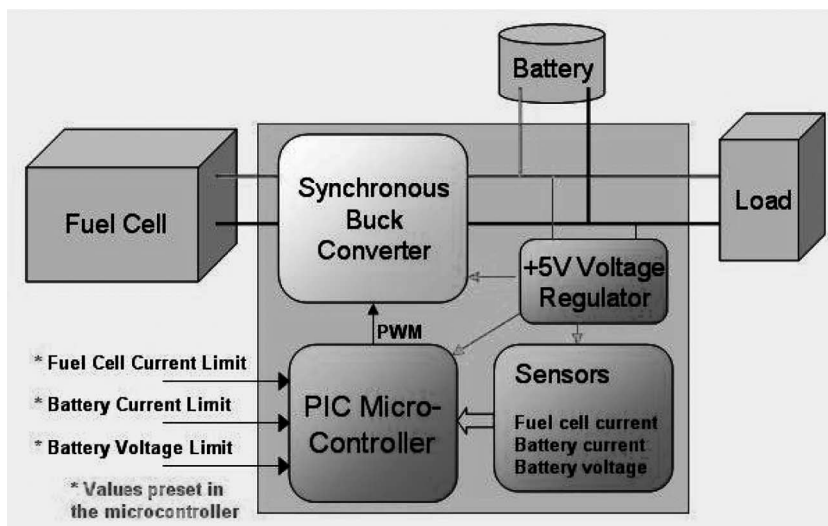 Battery
Fuel Cell
Synchronous
Buck
Converter
Load
+5V Voltage
Regulator
PWM
* Fuel Cell Current Limit
* Battery Current Limit
* Battery Voltage Limit
* Values preset in
the microcontroller
PIC Micro-
Controller
Sensors
Fuel cell current
Battery current
Battery voltage